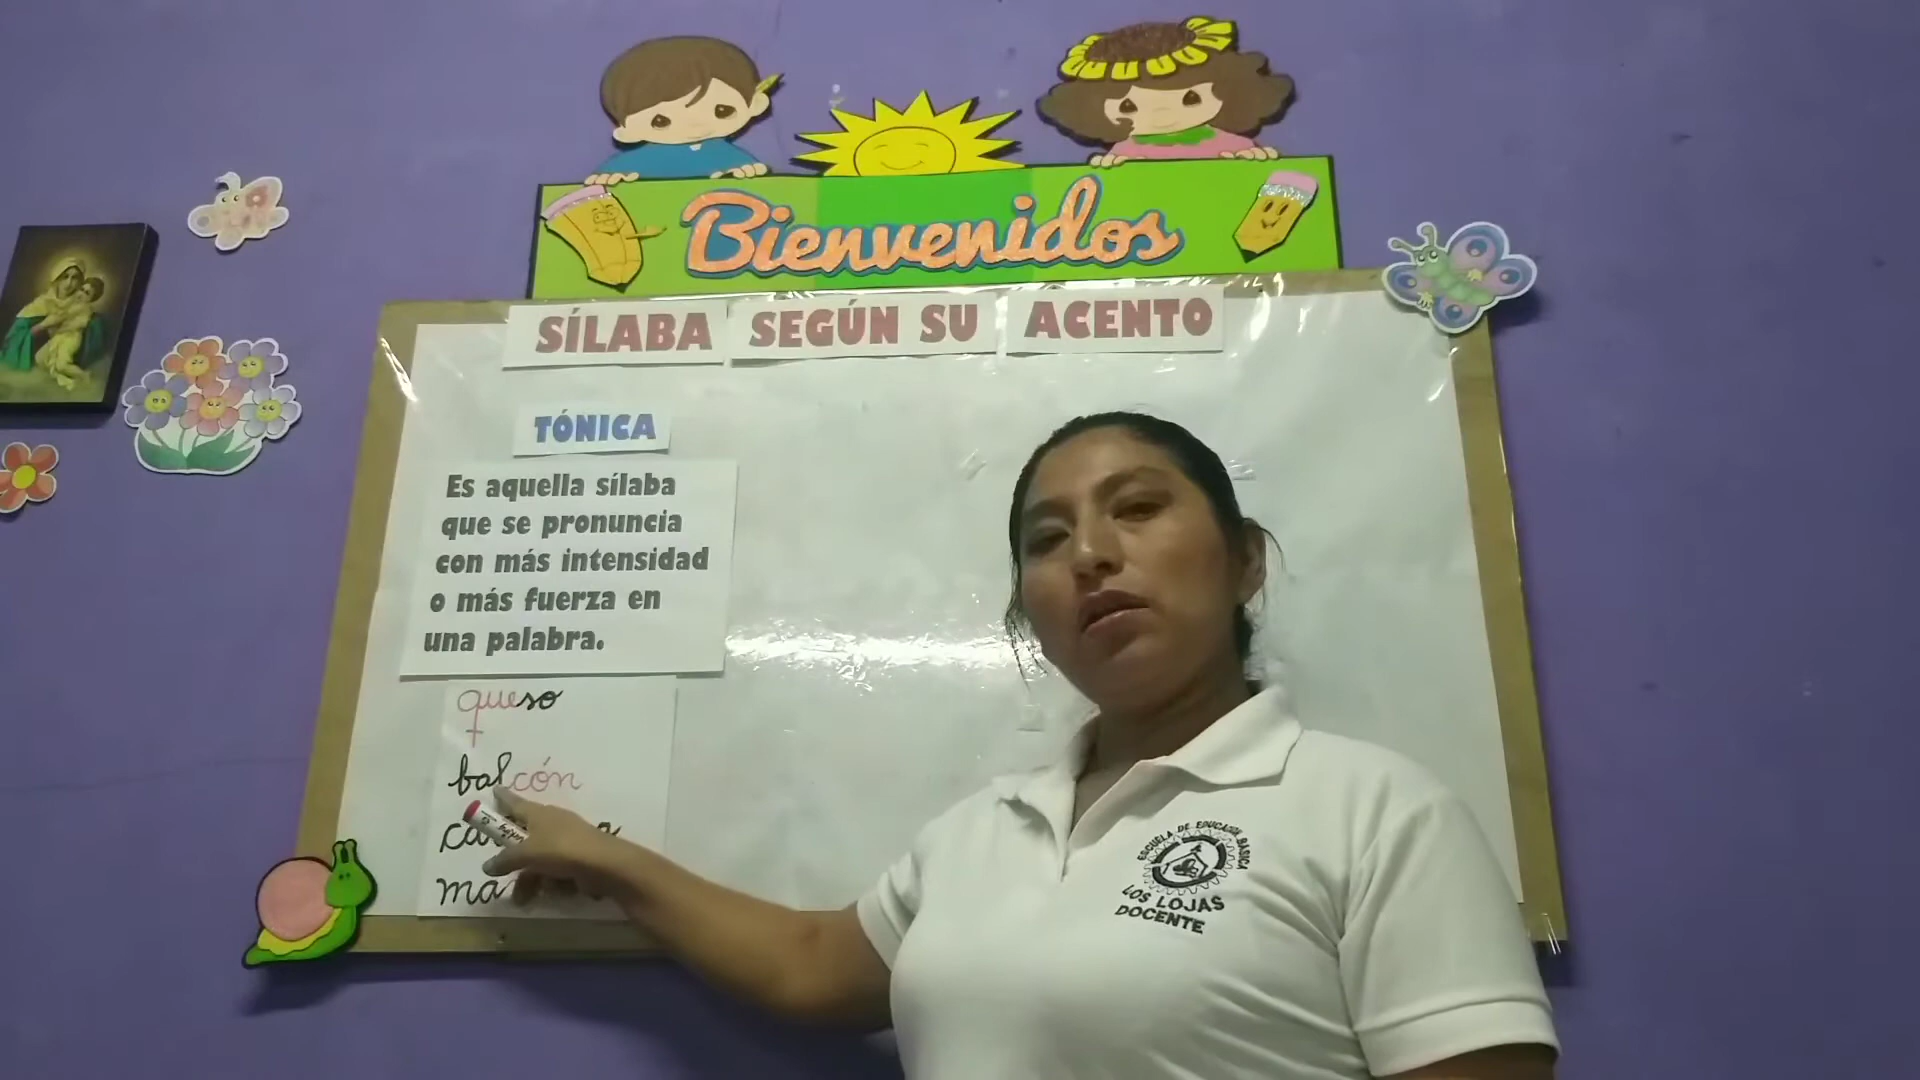 Bienvenidos
SÍLABA SEGÚN SU ACENTO
TÓNICA
Es aquella sílaba
que se pronuncia
con más intensidad
o más fuerza en
una palabra.
queso
balcón
ESCUELA DE EDUCACIÓN BÁSICA
LOS LOJAS
DOCENTE